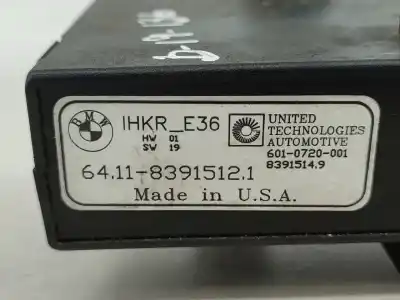 BMW
IHKR_E36
HW 01
SW 19
UNITED
TECHNOLOGIES
AUTOMOTIVE
601-0720-001
8391514.9
64.11-8391512.1
Made in U.S.A.